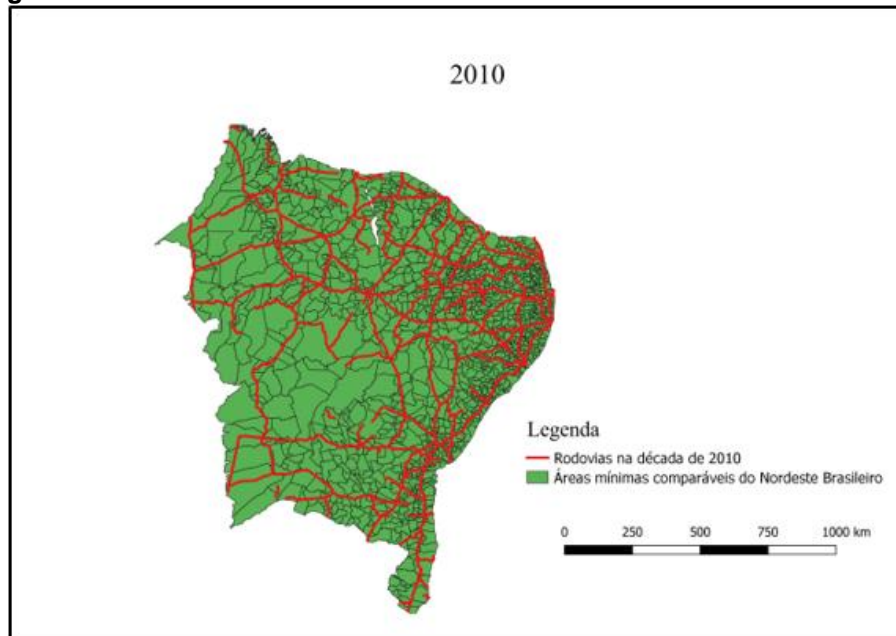 2010
Legenda
Rodovias na década de 2010
Áreas mínimas comparáveis do Nordeste Brasileiro
0 250 500 750 1000 km